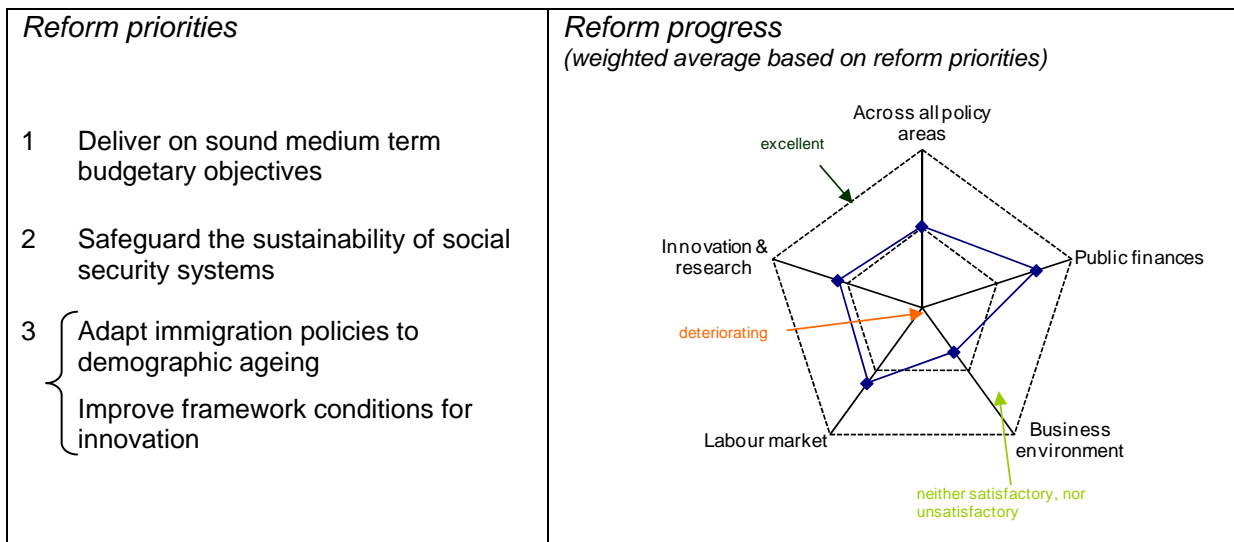 Reform priorities
1 Deliver on sound medium term
budgetary objectives
2 Safeguard the sustainability of social
security systems
3 Adapt immigration policies to
demographic ageing
Improve framework conditions for
innovation
Reform progress
(weighted average based on reform priorities)
Across all policy
areas
excellent
Innovation &
research
Public finances
deteriorating
Labour market
Business
environment
neither satisfactory, nor
unsatisfactory